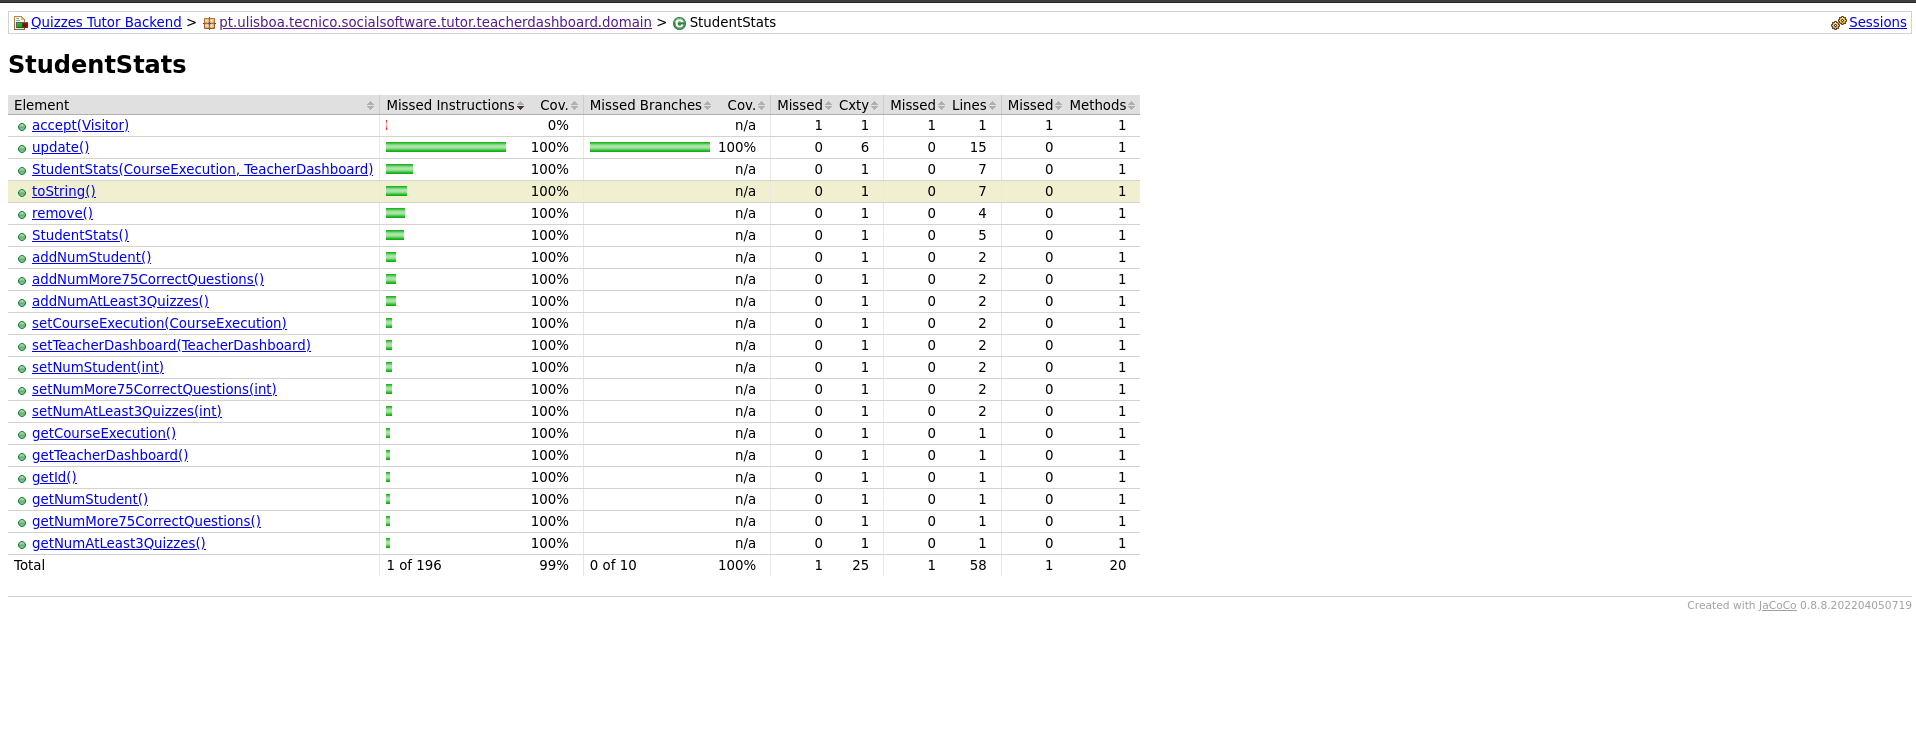 Quizzes Tutor Backend > pt.ulisboa.tecnico.socialsoftware.tutor.teacherdashboard.domain > StudentStats Sessions
StudentStats
Element Missed Instructions Cov. Missed Branches Cov. Missed Cxty Missed Lines Missed Methods
accept(Visitor) 0% n/a 1 1 1 1 1 1
update() 100% 100% 0 6 0 15 0 1
StudentStats(CourseExecution, TeacherDashboard) 100% n/a 0 1 0 7 0 1
toString() 100% n/a 0 1 0 7 0 1
remove() 100% n/a 0 1 0 4 0 1
StudentStats() 100% n/a 0 1 0 5 0 1
addNumStudent() 100% n/a 0 1 0 2 0 1
addNumMore75CorrectQuestions() 100% n/a 0 1 0 2 0 1
addNumAtLeast3Quizzes() 100% n/a 0 1 0 2 0 1
setCourseExecution(CourseExecution) 100% n/a 0 1 0 2 0 1
setTeacherDashboard(TeacherDashboard) 100% n/a 0 1 0 2 0 1
setNumStudent(int) 100% n/a 0 1 0 2 0 1
setNumMore75CorrectQuestions(int) 100% n/a 0 1 0 2 0 1
setNumAtLeast3Quizzes(int) 100% n/a 0 1 0 2 0 1
getCourseExecution() 100% n/a 0 1 0 1 0 1
getTeacherDashboard() 100% n/a 0 1 0 1 0 1
getId() 100% n/a 0 1 0 1 0 1
getNumStudent() 100% n/a 0 1 0 1 0 1
getNumMore75CorrectQuestions() 100% n/a 0 1 0 1 0 1
getNumAtLeast3Quizzes() 100% n/a 0 1 0 1 0 1
Total 1 of 196 99% 0 of 10 100% 1 25 1 58 1 20
Created with JaCoCo 0.8.8.202204050719